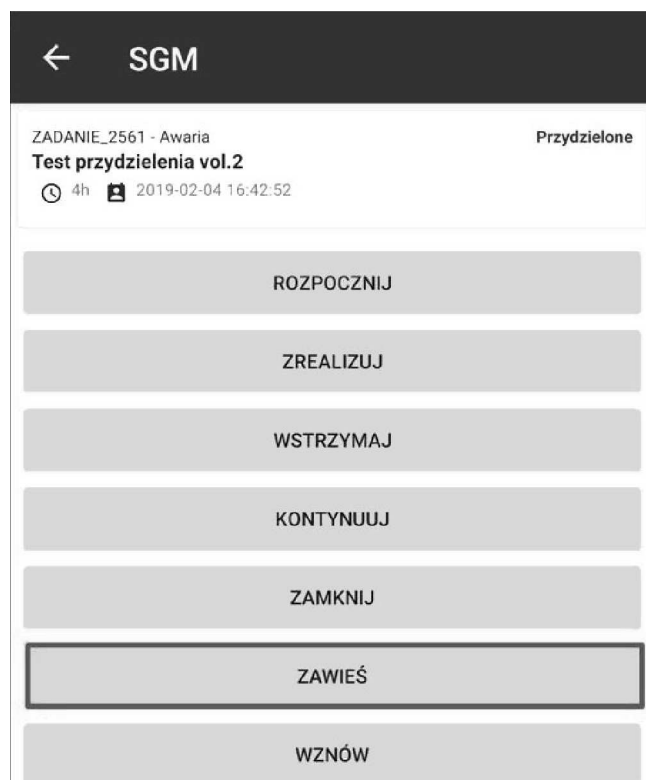 SGM
ZADANIE_2561 - Awaria Przydzielone
Test przydzielenia vol.2
4h 2019-02-04 16:42:52
ROZPOCZNIJ
ZREALIZUJ
WSTRZYMAJ
KONTYNUUJ
ZAMKNIJ
ZAWIEŚ
WZNÓW